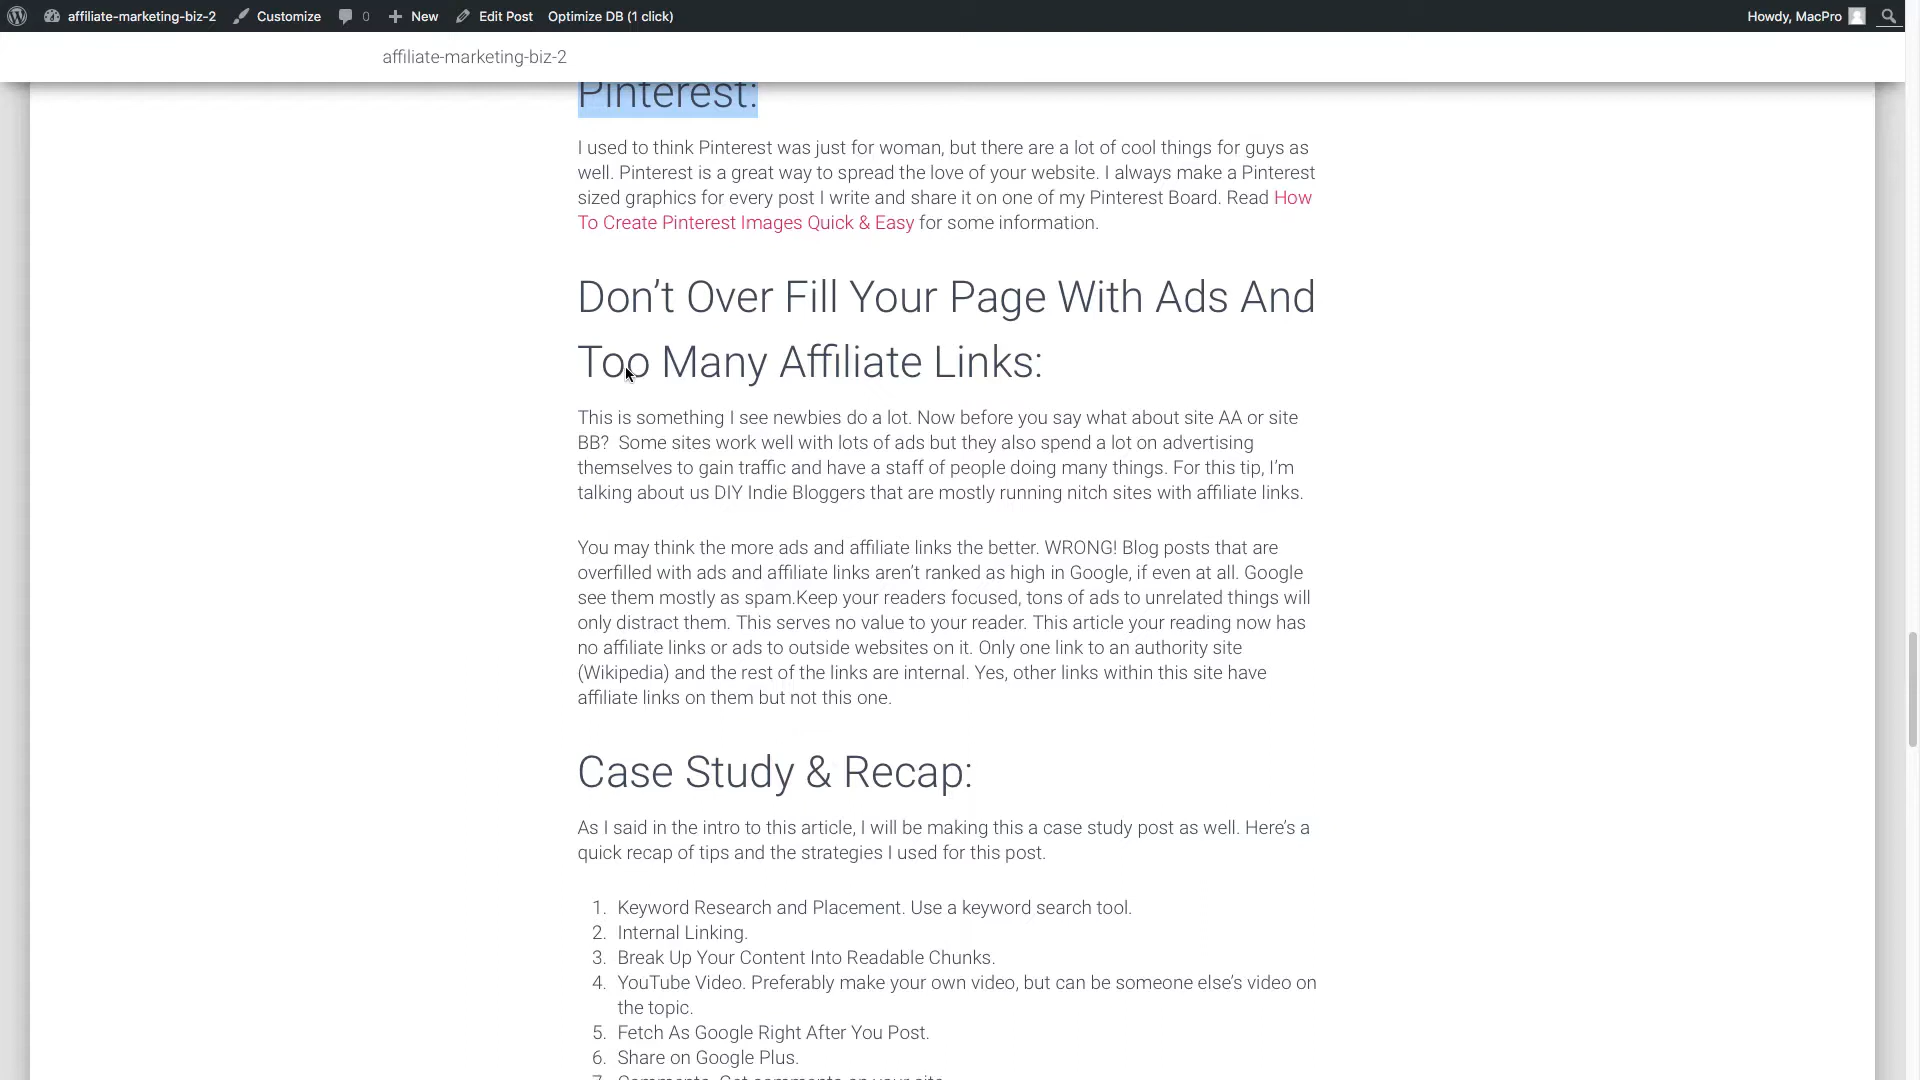 affiliate-marketing-biz-2 Customize 0 New Edit Post Optimize DB (1 click) Howdy, MacPro
affiliate-marketing-biz-2
Pinterest:
I used to think Pinterest was just for woman, but there are a lot of cool things for guys as
well. Pinterest is a great way to spread the love of your website. I always make a Pinterest
sized graphics for every post I write and share it on one of my Pinterest Board. Read How
To Create Pinterest Images Quick & Easy for some information.
Don’t Over Fill Your Page With Ads And
Too Many Affiliate Links:
This is something I see newbies do a lot. Now before you say what about site AA or site
BB?  Some sites work well with lots of ads but they also spend a lot on advertising
themselves to gain traffic and have a staff of people doing many things. For this tip, I’m
talking about us DIY Indie Bloggers that are mostly running nitch sites with affiliate links.
You may think the more ads and affiliate links the better. WRONG! Blog posts that are
overfilled with ads and affiliate links aren’t ranked as high in Google, if even at all. Google
see them mostly as spam.Keep your readers focused, tons of ads to unrelated things will
only distract them. This serves no value to your reader. This article your reading now has
no affiliate links or ads to outside websites on it. Only one link to an authority site
(Wikipedia) and the rest of the links are internal. Yes, other links within this site have
affiliate links on them but not this one.
Case Study & Recap:
As I said in the intro to this article, I will be making this a case study post as well. Here’s a
quick recap of tips and the strategies I used for this post.
1. Keyword Research and Placement. Use a keyword search tool.
2. Internal Linking.
3. Break Up Your Content Into Readable Chunks.
4. YouTube Video. Preferably make your own video, but can be someone else’s video on
the topic.
5. Fetch As Google Right After You Post.
6. Share on Google Plus.